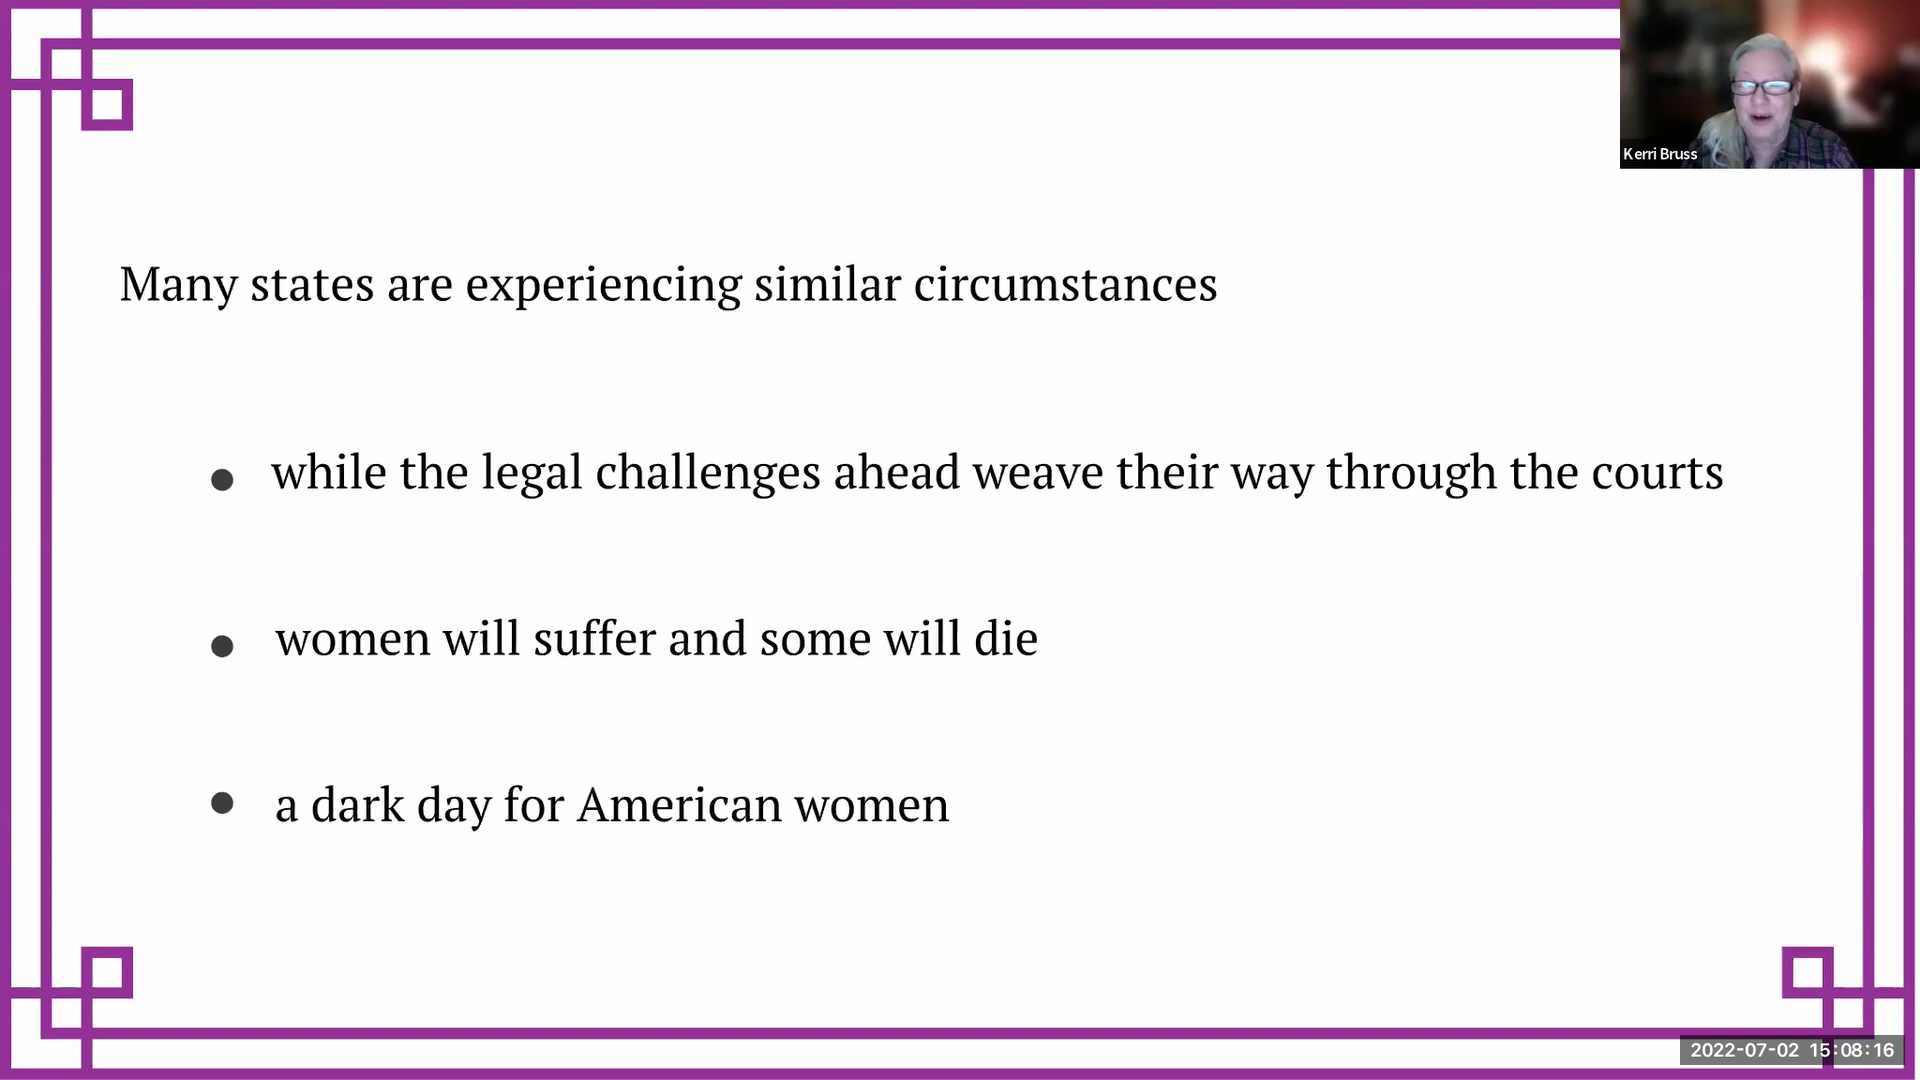 Kerri Bruss
Many states are experiencing similar circumstances
while the legal challenges ahead weave their way through the courts
women will suffer and some will die
a dark day for American women
2022-07-02 15:08:16